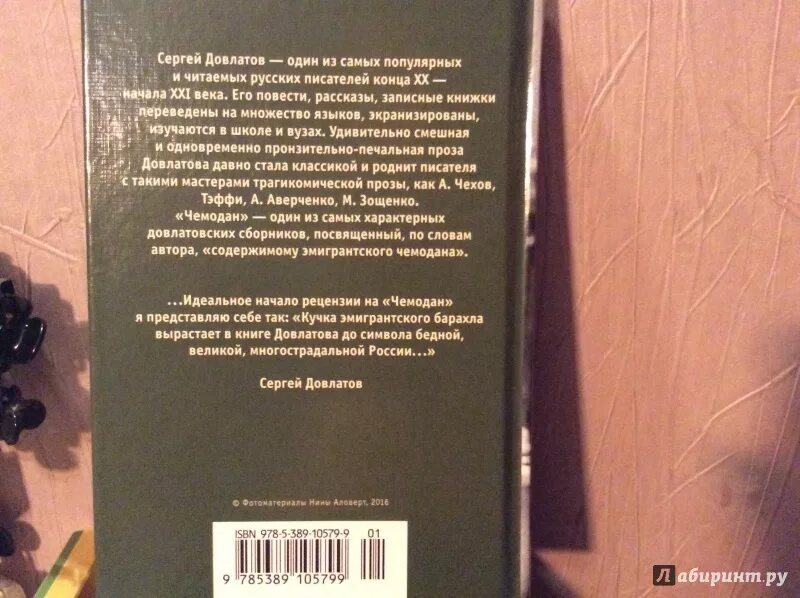 Сергей Довлатов — один из самых популярных
и читаемых русских писателей конца XX —
начала XXI века. Его повести, рассказы, записные книжки
переведены на множество языков, экранизированы,
изучаются в школе и вузах. Удивительно смешная
и одновременно пронзительно-печальная проза
Довлатова давно стала классикой и роднит писателя
с такими мастерами трагикомической прозы, как А. Чехов,
Тэффи, А. Аверченко, М. Зощенко.
«Чемодан» — один из самых характерных
довлатовских сборников, посвященный, по словам
автора, «содержимому эмигрантского чемодана».
...Идеальное начало рецензии на «Чемодан»
я представляю себе так: «Кучка эмигрантского барахла
вырастает в книге Довлатова до символа бедной,
великой, многострадальной России...»
Сергей Довлатов
© Фотоматериалы Нины Аловерт, 2016
ISBN 978-5-389-10579-9 01
9 785389 105799
Лабиринт.ру